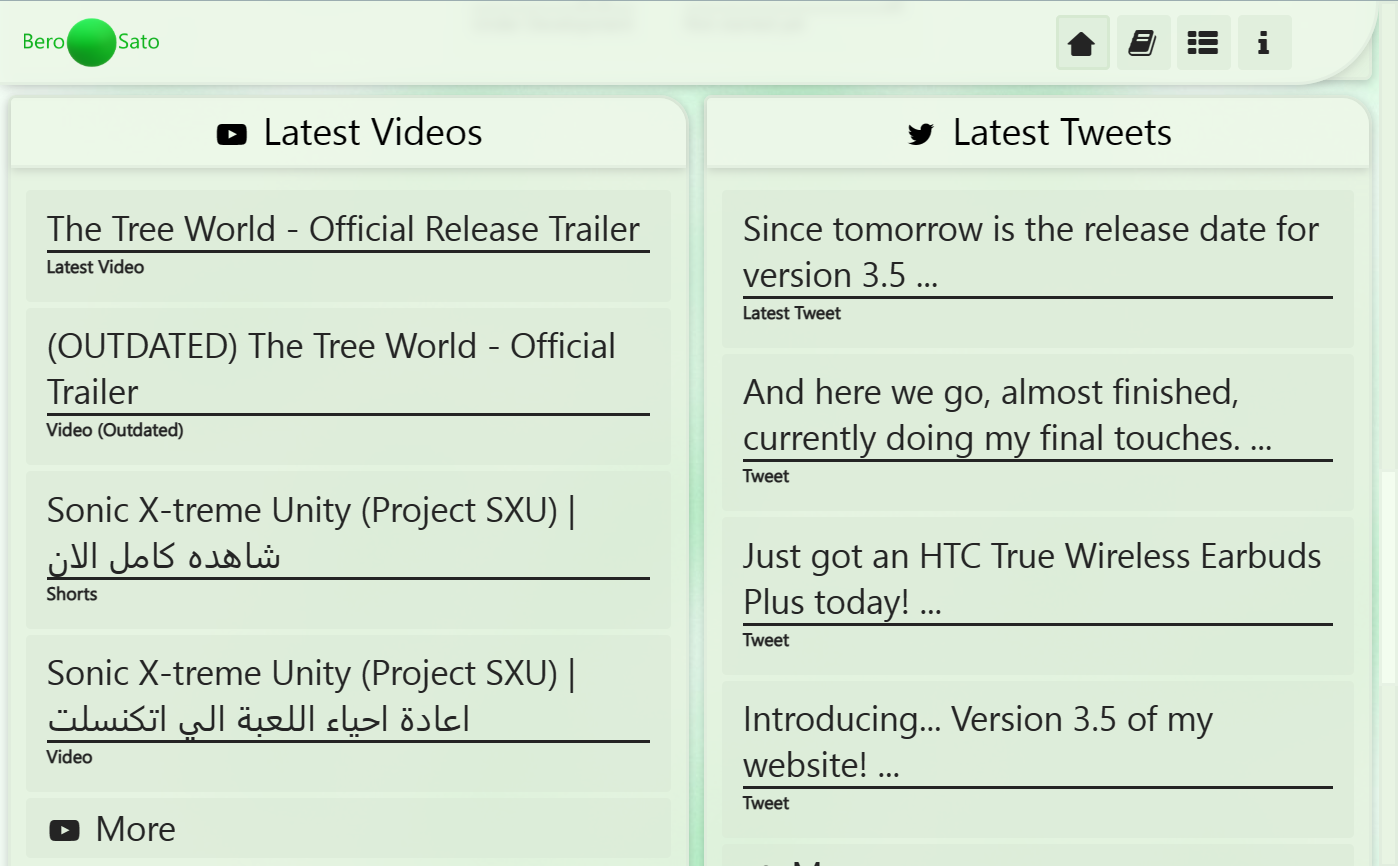 Bero Sato
Latest Videos
The Tree World - Official Release Trailer
Latest Video
(OUTDATED) The Tree World - Official
Trailer
Video (Outdated)
Sonic X-treme Unity (Project SXU) |
شاهده كامل الان
Shorts
Sonic X-treme Unity (Project SXU) |
اعادة احياء اللعبة الي اتكنسلت
Video
More
Latest Tweets
Since tomorrow is the release date for
version 3.5 ...
Latest Tweet
And here we go, almost finished,
currently doing my final touches. ...
Tweet
Just got an HTC True Wireless Earbuds
Plus today! ...
Tweet
Introducing... Version 3.5 of my
website! ...
Tweet